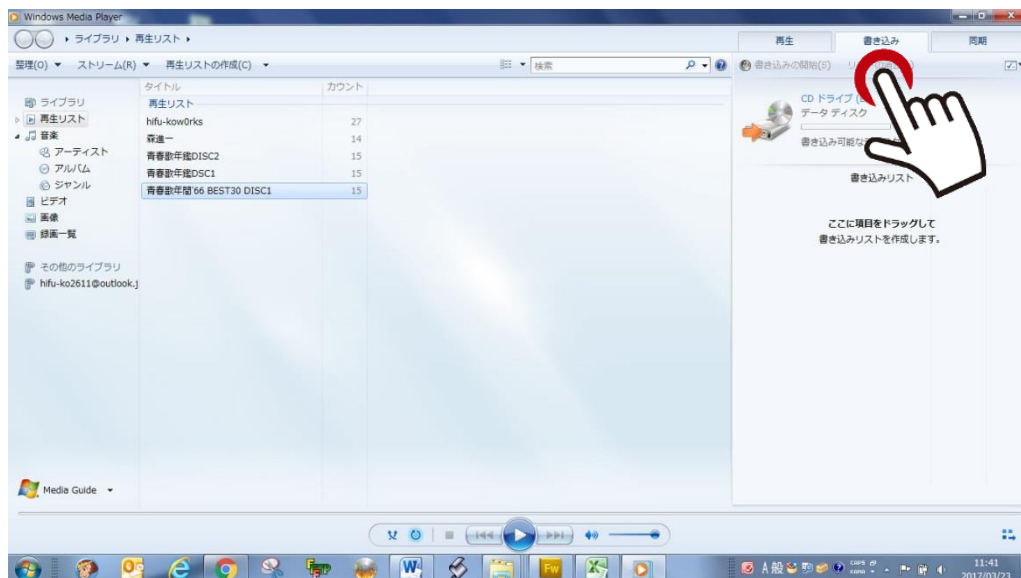 Windows Media Player
ライブラリ ▸ 再生リスト ▸
再生
書き込み
同期
整理(O) ストリーム(R) 再生リストの作成(C)
検索
書き込みの開始(S)
タイトル カウント
ライブラリ
再生リスト
音楽
アーティスト
アルバム
ジャンル
ビデオ
画像
録画一覧
その他のライブラリ
hifu-ko2611@outlook.j
再生リスト
hifu-kow0rks 27
森進一 14
青春歌年鑑DISC2 15
青春歌年鑑DSC1 15
青春歌年間'66 BEST30 DISC1 15
CD ドライブ
データ ディスク
書き込み可能な
書き込みリスト
ここに項目をドラッグして
書き込みリストを作成します。
Media Guide
A 般
CAPS
KANA
11:41
2017/03/23